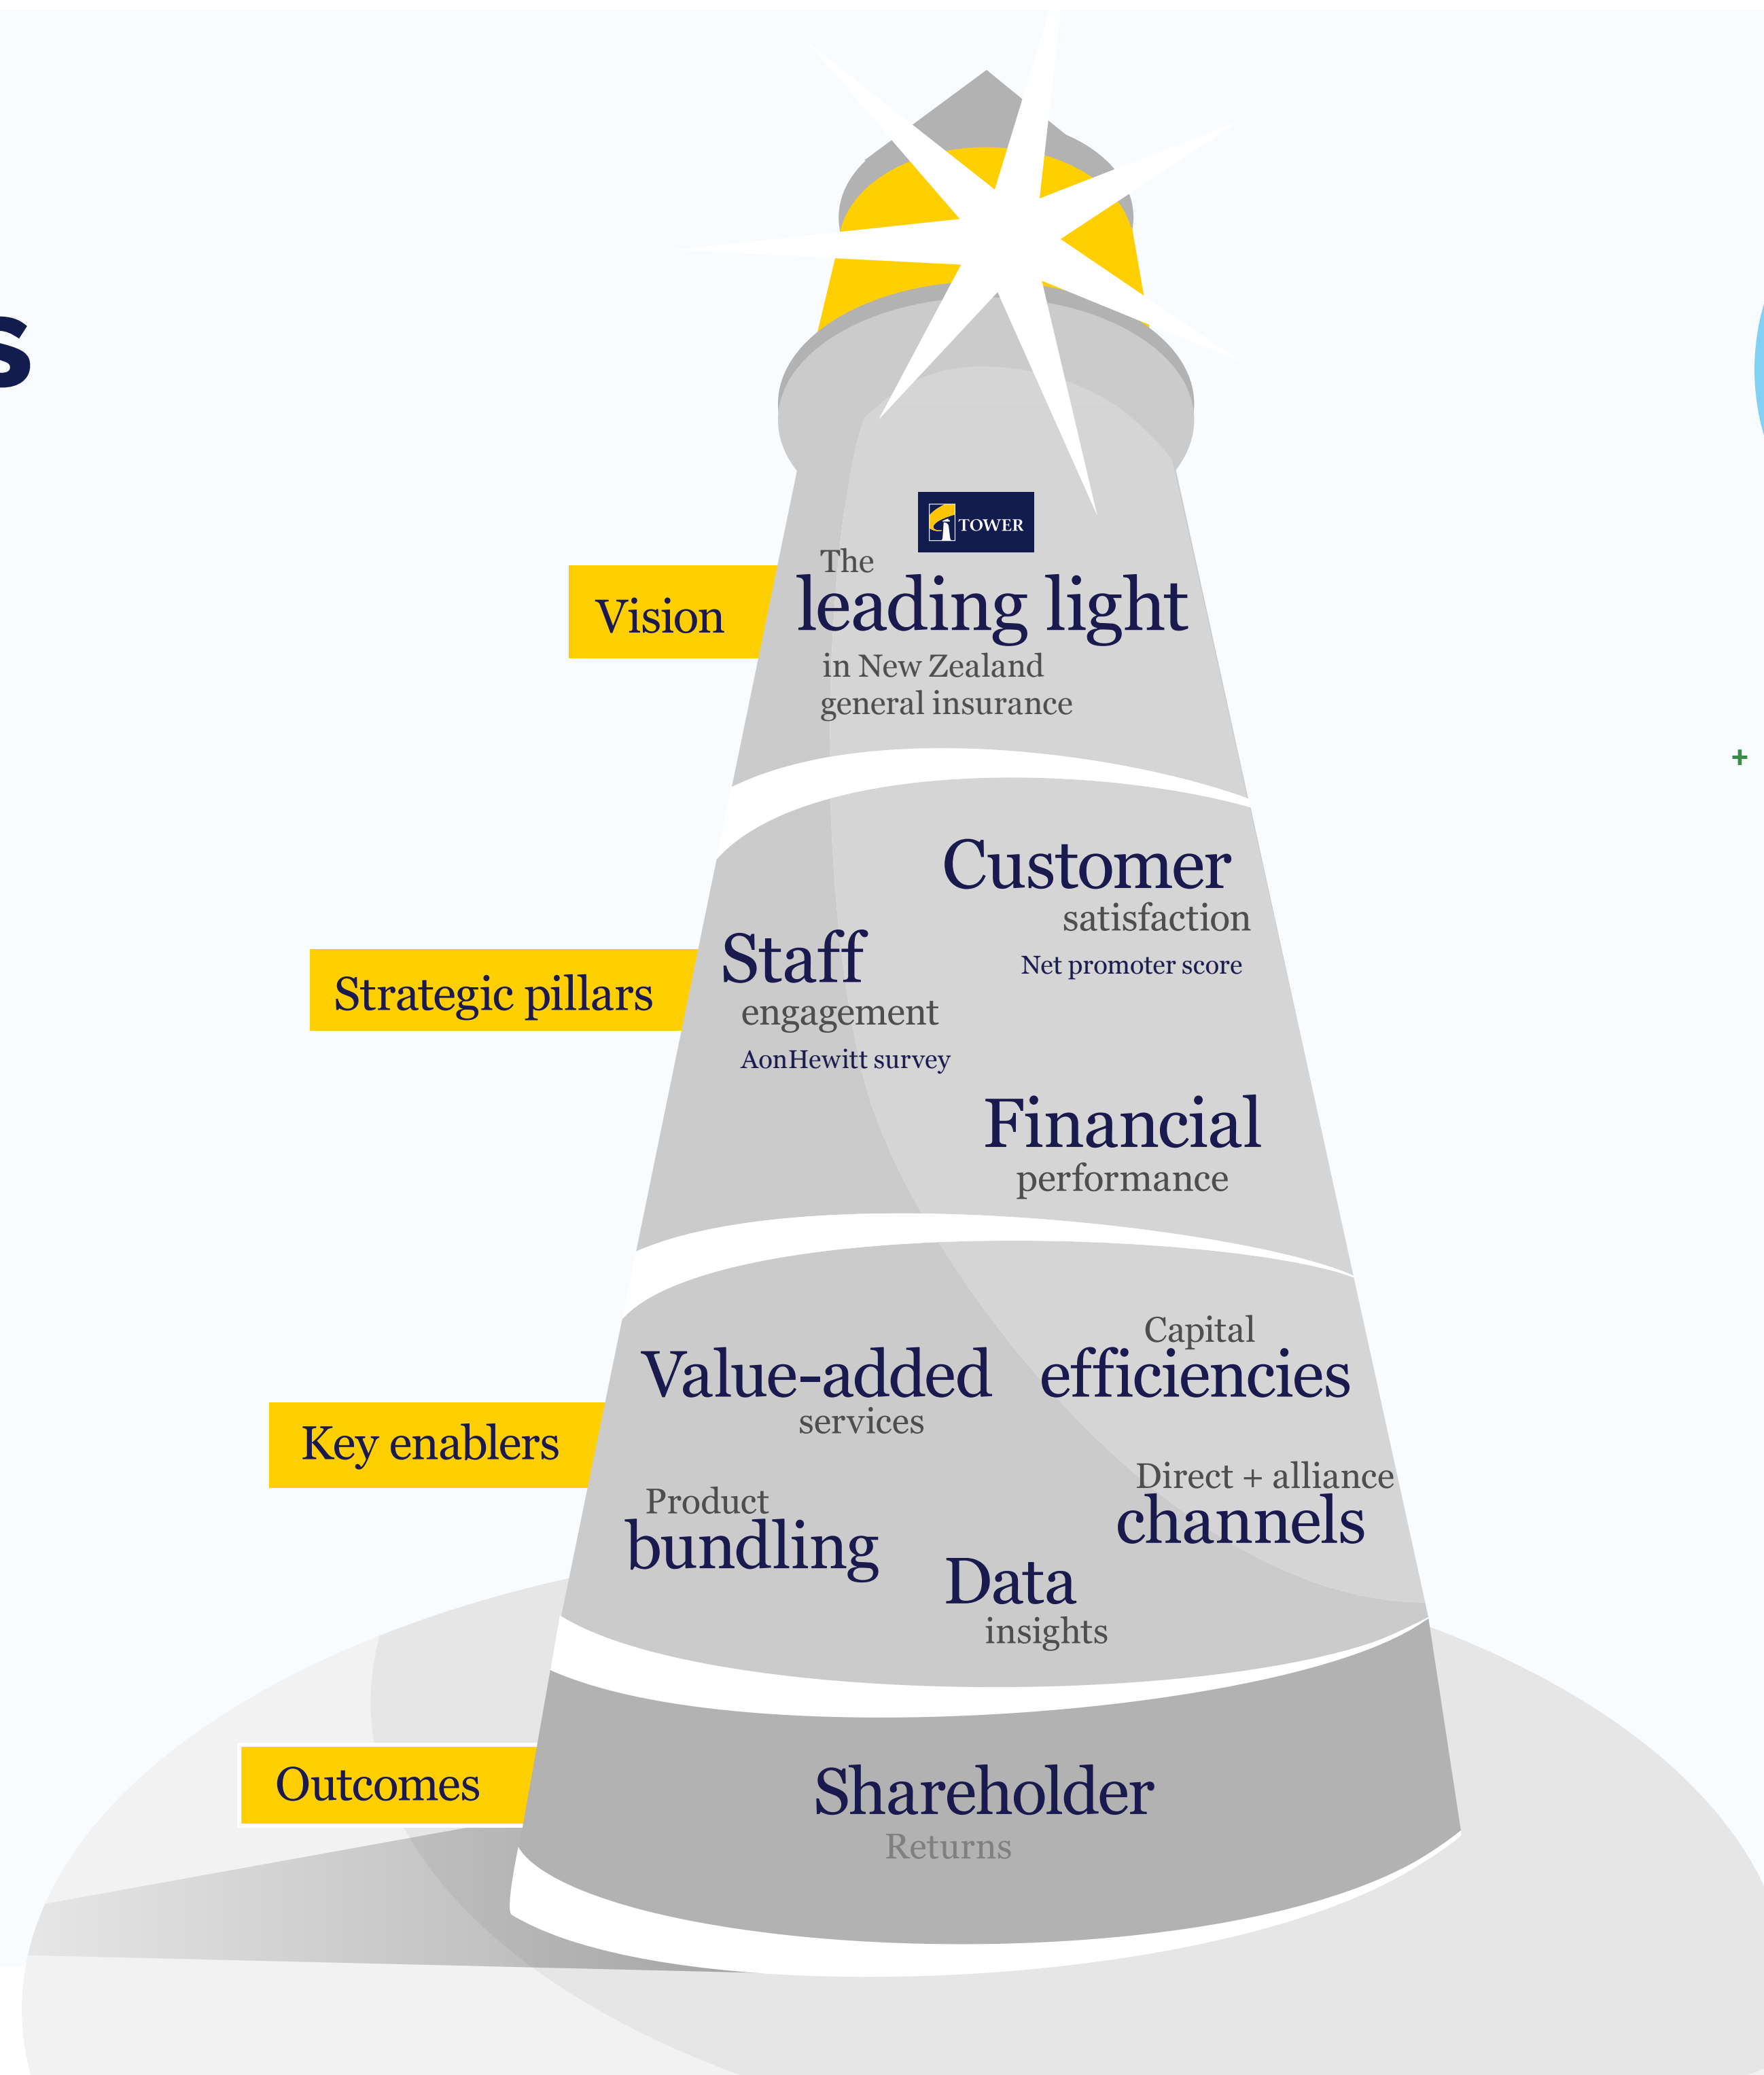 s
TOWER
The
leading light
in New Zealand
general insurance
Vision
Customer
satisfaction
Net promoter score
Staff
engagement
AonHewitt survey
Strategic pillars
Financial
performance
Capital
Value-added
efficiencies
services
Key enablers
Direct + alliance
channels
Product
bundling
Data
insights
Outcomes
Shareholder
Returns
+